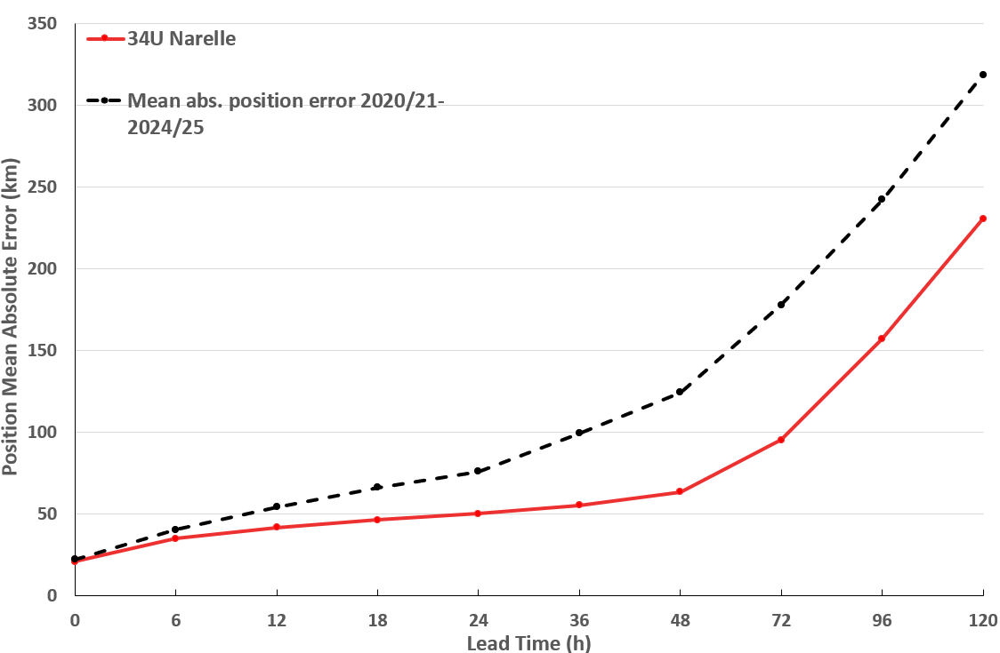 350
300
250
200
150
100
50
0
Position Mean Absolute Error (km)
34U Narelle
Mean abs. position error 2020/21-
2024/25
0 6 12 18 24 36 48 72 96 120
Lead Time (h)